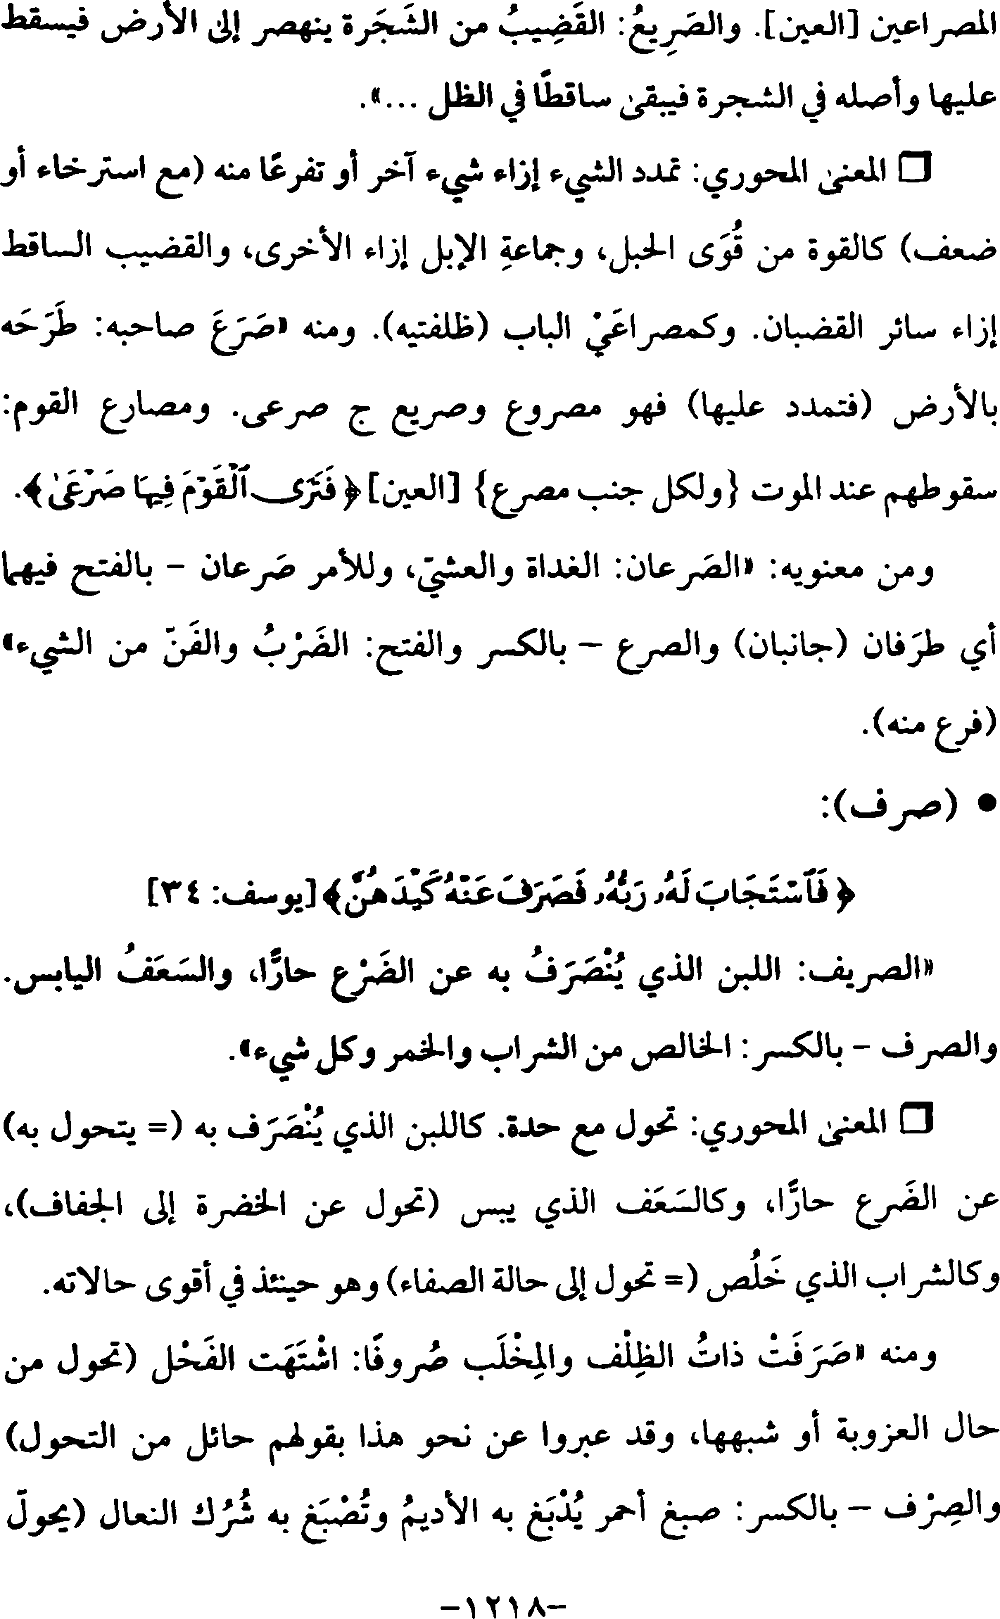 المصراعين [العين]. والصَرِيعُ: القَضِيبُ من الشَجَرة ينهصر إلى الأرض فيسقط
عليها وأصله في الشجرة فيبقىٰ ساقطًا في الظل ...».
❒ المعنىٰ المحوري: تمدد الشيء إزاء شيء آخر أو تفرعًا منه (مع استرخاء أو
ضعف) كالقوة من قُوَى الحبل، وجماعةِ الإبل إزاء الأخرى، والقضيب الساقط
إزاء سائر القضبان. وكمصراعَيْ الباب (ظلفتيه). ومنه «صَرَعَ صاحبه: طَرَحَه
بالأرض (فتمدد عليها) فهو مصروع وصريع ج صرعى. ومصارع القوم:
سقوطهم عند الموت {ولكل جنب مصرع} [العين] ﴿ فَتَرَى ٱلْقَوْمَ فِيهَا صَرْعَىٰ ﴾.
ومن معنويه: «الصَرعان: الغداة والعشيّ، وللأمر صَرعان – بالفتح فيهما
أي طرَفان (جانبان) والصرع – بالكسر والفتح: الضَرْبُ والفَنّ من الشيء»
(فرع منه).
• (صرف):
﴿ فَٱسْتَجَابَ لَهُۥ رَبُّهُۥ فَصَرَفَ عَنْهُ كَيْدَهُنَّ ﴾ [يوسف: ٣٤]
«الصريف: اللبن الذي يُنْصَرَفُ به عن الضَرْع حارًّا، والسَعَفُ اليابس.
والصرف – بالكسر: الخالص من الشراب والخمر وكل شيء».
❒ المعنىٰ المحوري: تحول مع حدة. كاللبن الذي يُنْصَرَف به (= يتحول به)
عن الضَرع حارًّا، وكالسَعَف الذي يبس (تحول عن الخضرة إلى الجفاف)،
وكالشراب الذي خَلُص (= تحول إلى حالة الصفاء) وهو حينئذ في أقوى حالاته.
ومنه «صَرَفَتْ ذاتُ الظِلْف والمِخْلَب صُروفًا: اشْتَهَت الفَحْل (تحول من
حال العزوبة أو شبهها، وقد عبروا عن نحو هذا بقولهم حائل من التحول)
والصِرْف – بالكسر: صبغ أحمر يُدْبَغ به الأديمُ وتُصْبَغ به شُرُك النعال (يحولّ
-١٢١٨-